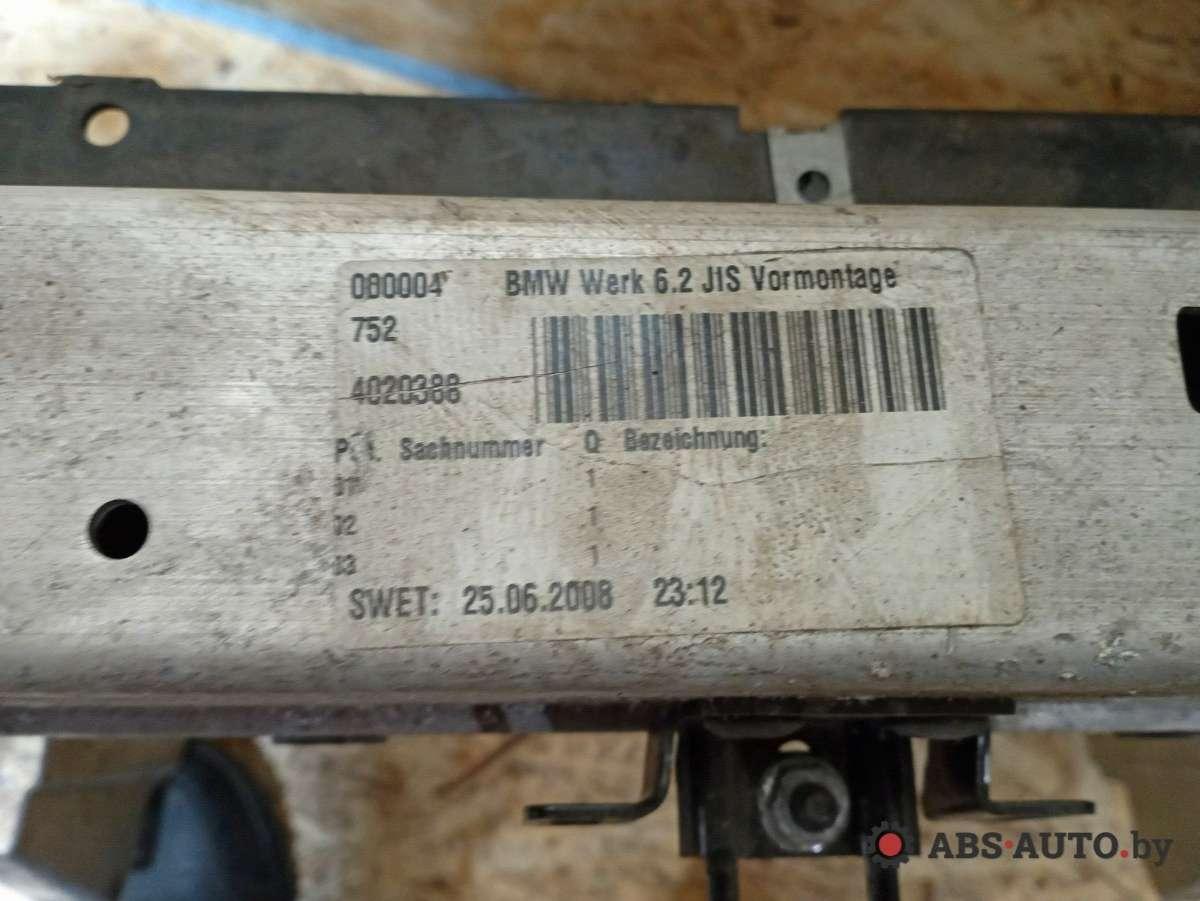 080004 BMW Werk 6.2 JIS Vormontage
752
4020388
Sachnummer Q Bezeichnung:
1
1
1
SWET: 25.06.2008 23:12
ABS-AUTO.by